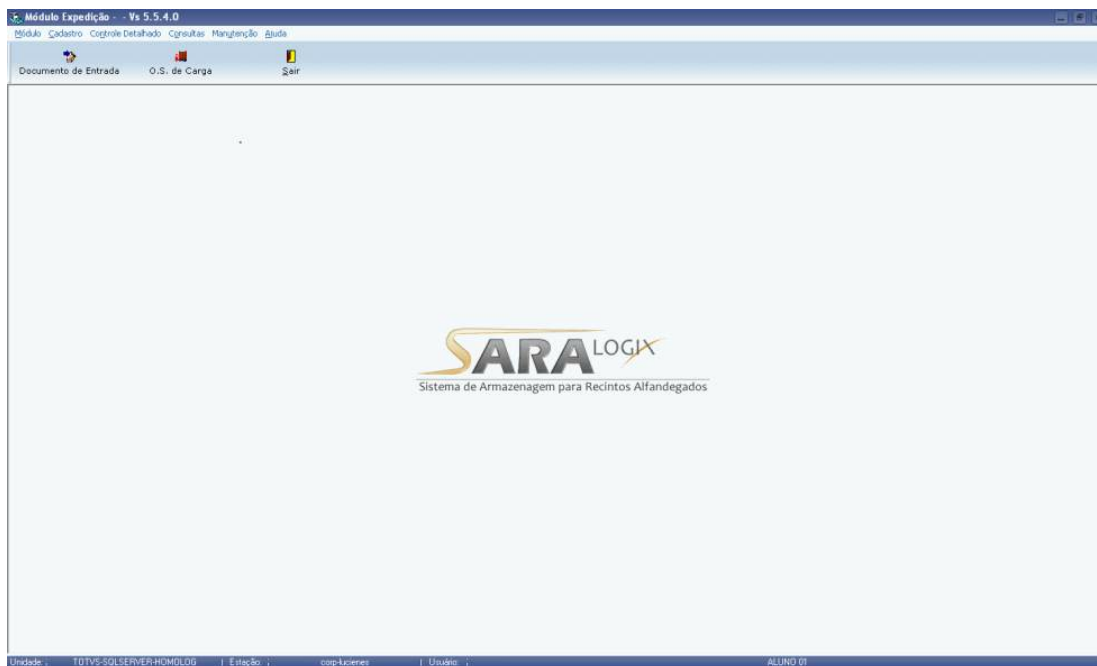 Módulo Expedição - - Vs 5.5.4.0
Módulo Cadastro Controle Detalhado Consultas Manutenção Ajuda
Documento de Entrada O.S. de Carga Sair
SARA LOGIX
Sistema de Armazenagem para Recintos Alfandegados
Unidade: ; TOTVS-SQLSERVER-HOMOLOG | Estação: ; corp-lucienes | Usuário: ; ALUNO 01